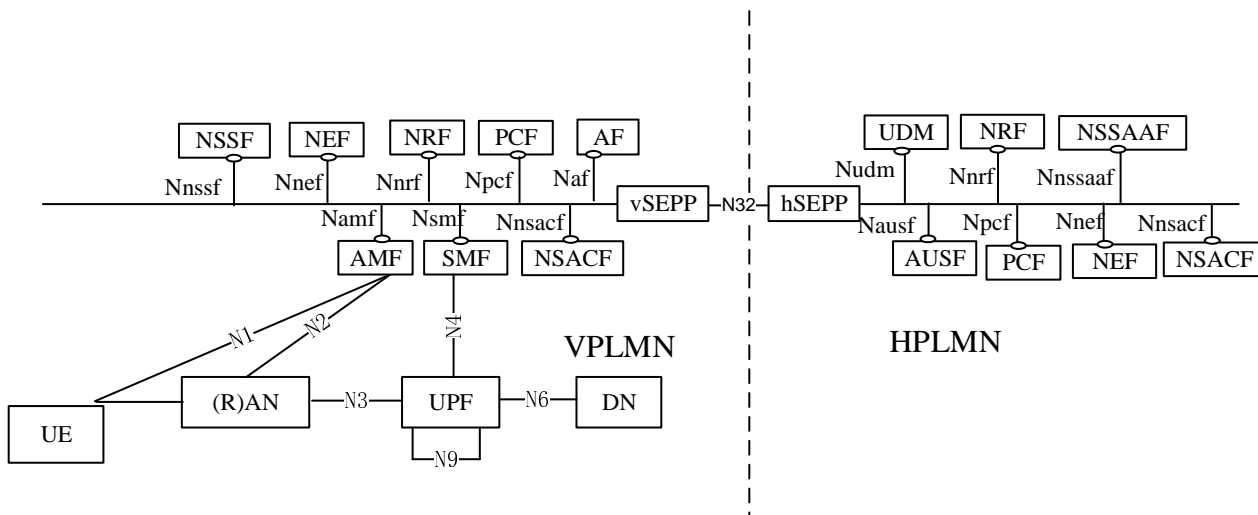 NSSF NEF NRF PCF AF UDM NRF NSSAAF
Nnssf Nnef Nnrf Npcf Naf Nudm Nnrf Nnssaaf
vSEPP N32 hSEPP
Namf Nsmf Nnsacf Nausf Npcf Nnef Nnsacf
AMF SMF NSACF AUSF PCF NEF NSACF
N1 N2 N4
VPLMN HPLMN
(R)AN N3 UPF N6 DN
UE
N9